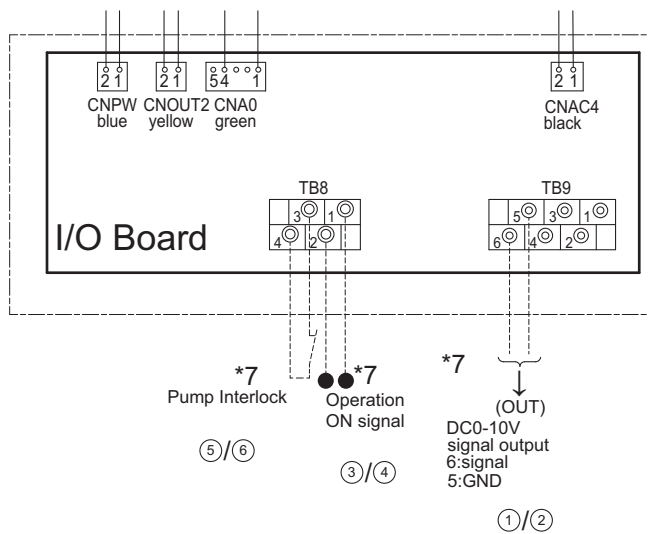 2 1
2 1
5 4 1
2 1
CNPW CNOUT2 CNA0
blue yellow green
CNAC4
black
TB8
TB9
3 1
4 2
5 3 1
6 4 2
I/O Board
*7
Pump Interlock
*7
Operation
ON signal
*7
(OUT)
DC0-10V
signal output
6:signal
5:GND
⑤/⑥
③/④
①/②